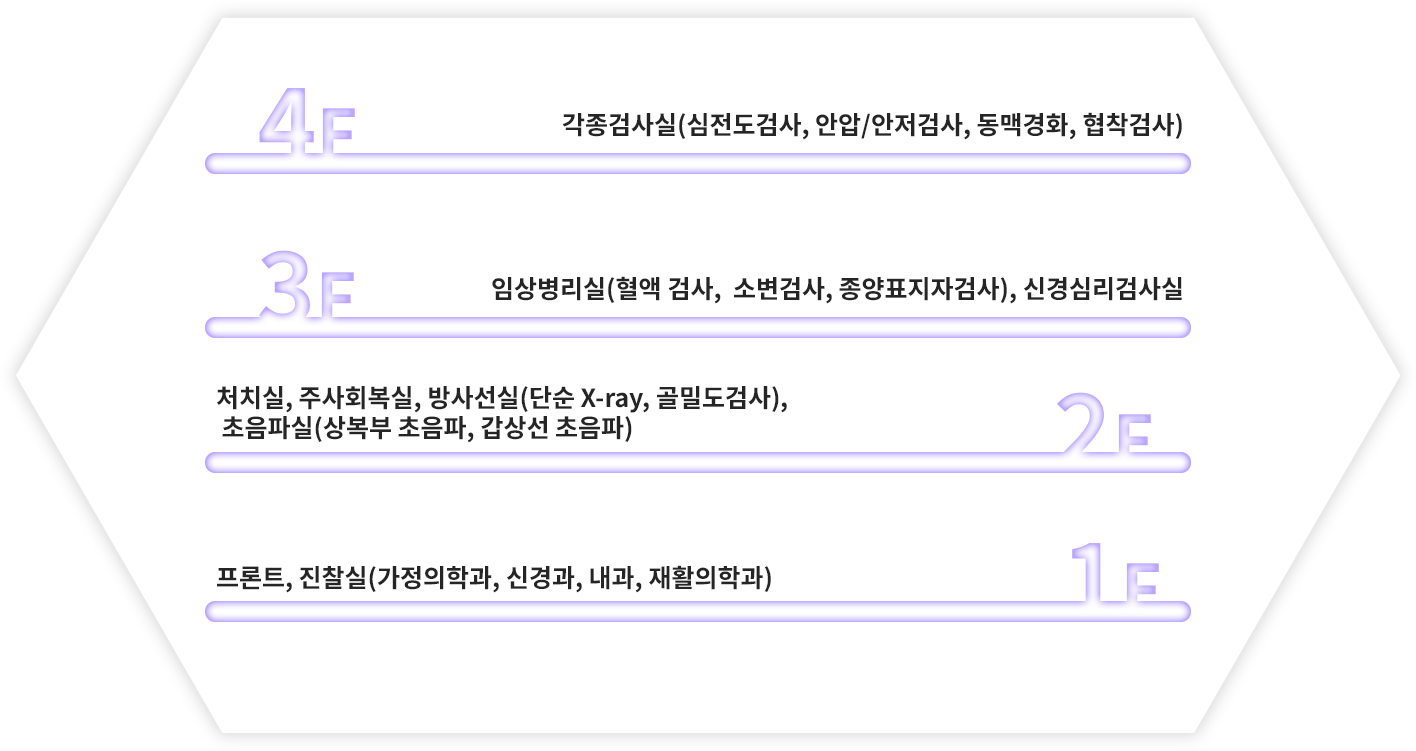 4F
각종검사실(심전도검사, 안압/안저검사, 동맥경화, 협착검사)
3F
임상병리실(혈액 검사,  소변검사, 종양표지자검사), 신경심리검사실
처치실, 주사회복실, 방사선실(단순 X-ray, 골밀도검사),
초음파실(상복부 초음파, 갑상선 초음파)
2F
프론트, 진찰실(가정의학과, 신경과, 내과, 재활의학과)
1F